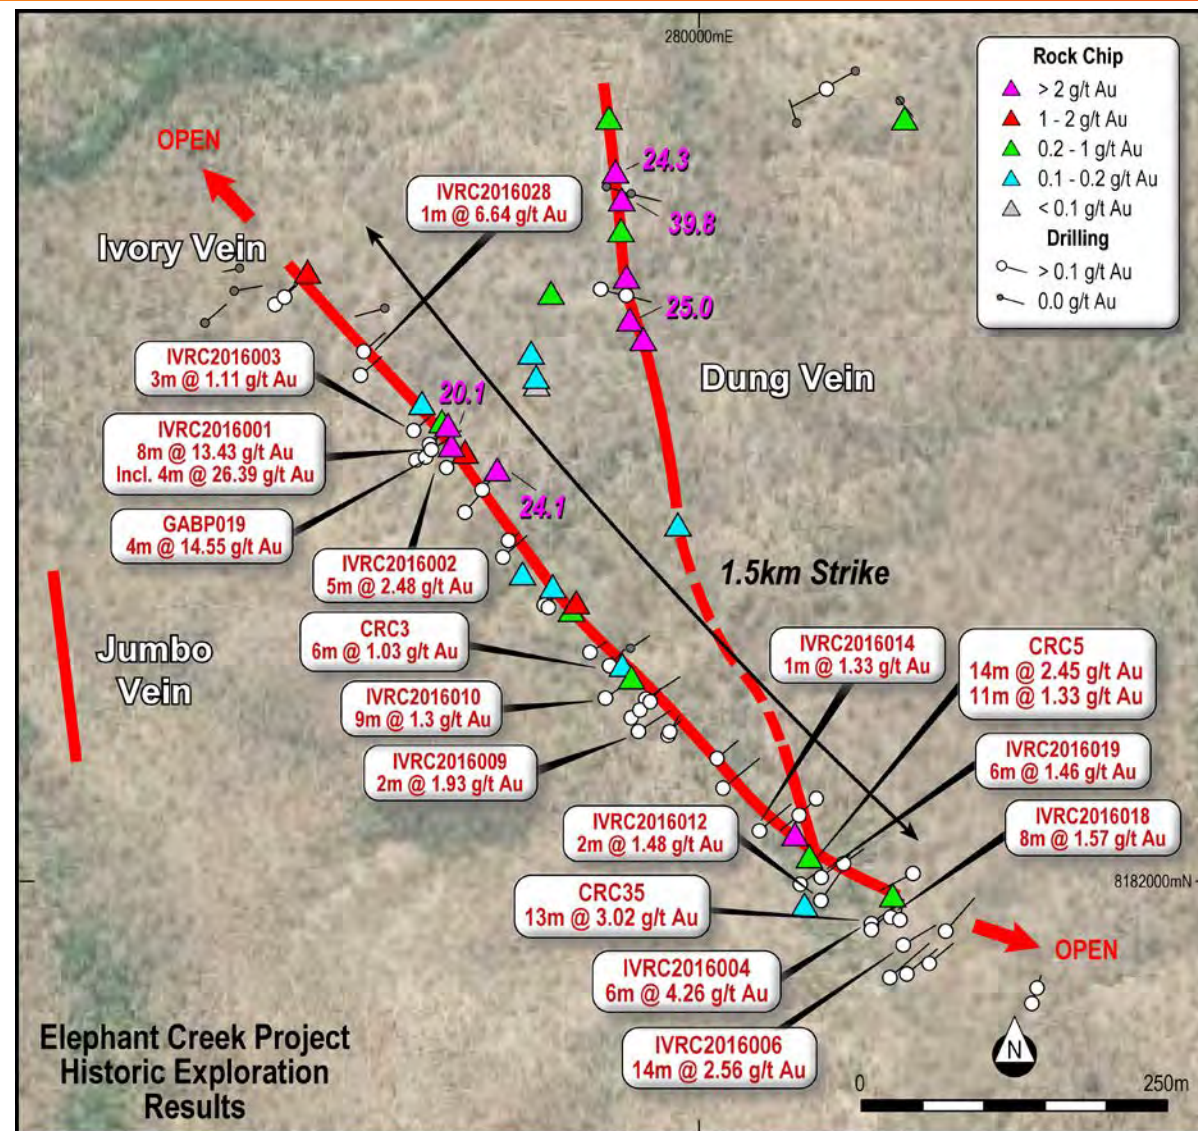 280000mE
Rock Chip
> 2 g/t Au
1 - 2 g/t Au
0.2 - 1 g/t Au
0.1 - 0.2 g/t Au
< 0.1 g/t Au
Drilling
> 0.1 g/t Au
0.0 g/t Au
OPEN
24.3
IVRC2016028
1m @ 6.64 g/t Au
39.8
Ivory Vein
25.0
IVRC2016003
3m @ 1.11 g/t Au
Dung Vein
20.1
IVRC2016001
8m @ 13.43 g/t Au
Incl. 4m @ 26.39 g/t Au
24.1
GABP019
4m @ 14.55 g/t Au
IVRC2016002
5m @ 2.48 g/t Au
1.5km Strike
CRC3
6m @ 1.03 g/t Au
Jumbo
Vein
IVRC2016014
1m @ 1.33 g/t Au
CRC5
14m @ 2.45 g/t Au
11m @ 1.33 g/t Au
IVRC2016010
9m @ 1.3 g/t Au
IVRC2016009
2m @ 1.93 g/t Au
IVRC2016019
6m @ 1.46 g/t Au
IVRC2016012
2m @ 1.48 g/t Au
IVRC2016018
8m @ 1.57 g/t Au
8182000mN
CRC35
13m @ 3.02 g/t Au
OPEN
IVRC2016004
6m @ 4.26 g/t Au
IVRC2016006
14m @ 2.56 g/t Au
N
Elephant Creek Project
Historic Exploration
Results
0
250m